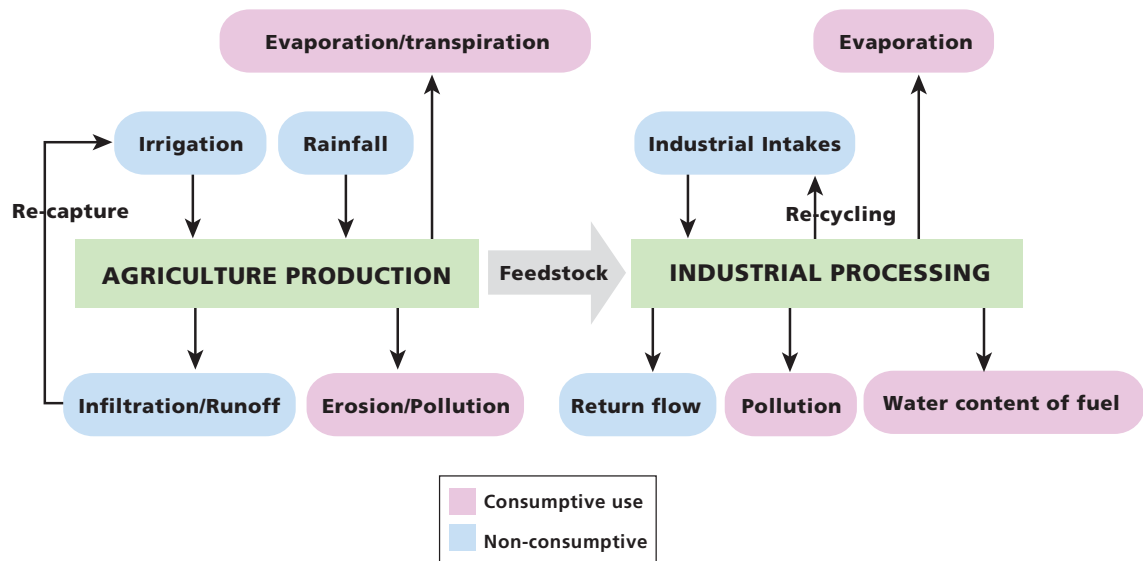 Evaporation/transpiration
Evaporation
Irrigation
Rainfall
Industrial Intakes
Re-capture
Re-cycling
AGRICULTURE PRODUCTION
Feedstock
INDUSTRIAL PROCESSING
Infiltration/Runoff
Erosion/Pollution
Return flow
Pollution
Water content of fuel
Consumptive use
Non-consumptive